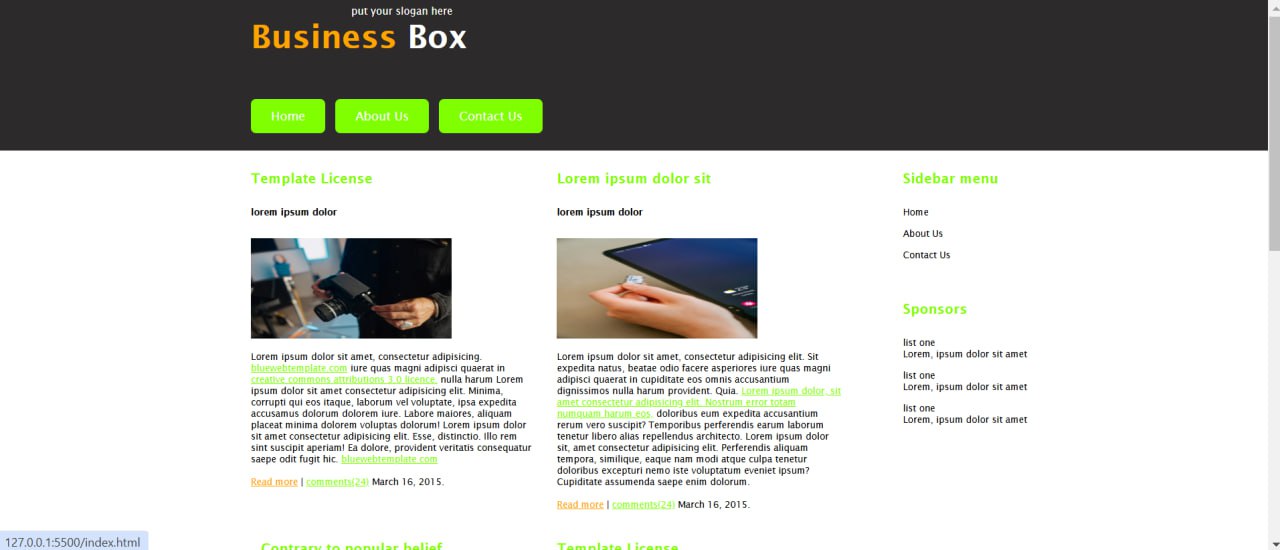 put your slogan here
Business Box
Home
About Us
Contact Us
Template License
lorem ipsum dolor
Lorem ipsum dolor sit amet, consectetur adipisicing.
bluewebtemplate.com iure quas magni adipisci quaerat in
creative commons attributions 3.0 licence. nulla harum Lorem
ipsum dolor sit amet consectetur adipisicing elit. Minima,
corrupti qui eos itaque, laborum vel voluptate, ipsa expedita
accusamus dolorum dolorem iure. Labore maiores, aliquam
placeat minima dolorem voluptas dolorum! Lorem ipsum dolor
sit amet consectetur adipisicing elit. Esse, distinctio. Illo rem
sint suscipit aperiam! Ea dolore, provident veritatis consequatur
saepe odit fugit hic. bluewebtemplate.com
Read more | comments(24) March 16, 2015.
Lorem ipsum dolor sit
lorem ipsum dolor
Lorem ipsum dolor sit amet, consectetur adipisicing elit. Sit
expedita natus, beatae odio facere asperiores iure quas magni
adipisci quaerat in cupiditate eos omnis accusantium
dignissimos nulla harum provident. Quia. Lorem ipsum dolor, sit
amet consectetur adipisicing elit. Nostrum error totam
numquam harum eos. doloribus eum expedita accusantium
rerum vero suscipit? Temporibus perferendis earum laborum
tenetur libero alias repellendus architecto. Lorem ipsum dolor
sit, amet consectetur adipisicing elit. Perferendis aliquam
tempora, similique, eaque nam modi atque culpa tenetur
doloribus excepturi nemo iste voluptatum eveniet ipsum?
Cupiditate assumenda saepe enim dolorum.
Read more | comments(24) March 16, 2015.
Sidebar menu
Home
About Us
Contact Us
Sponsors
list one
Lorem, ipsum dolor sit amet
list one
Lorem, ipsum dolor sit amet
list one
Lorem, ipsum dolor sit amet
Contrary to popular belief
Template License
127.0.0.1:5500/index.html